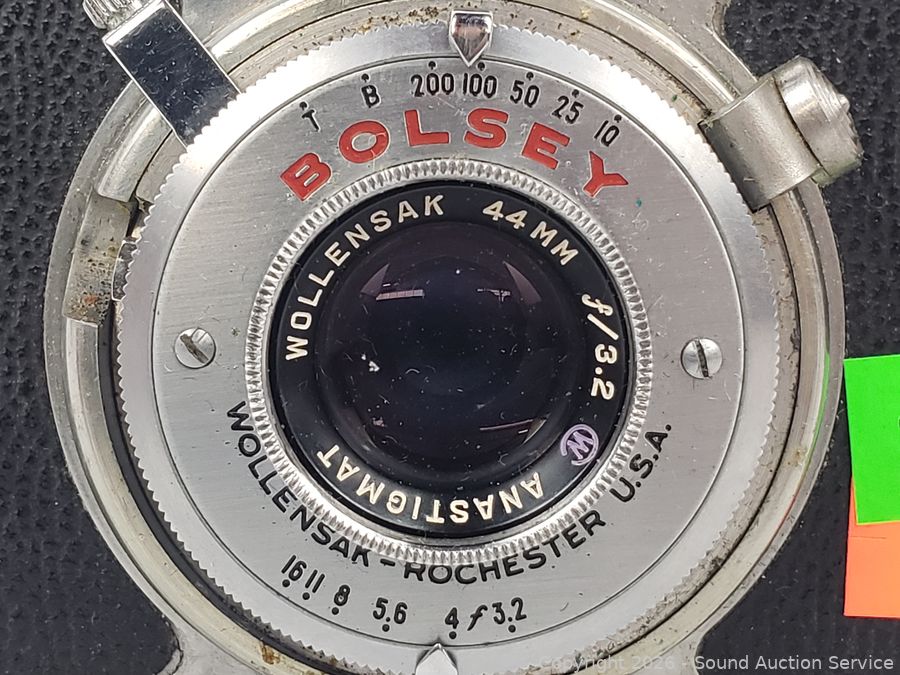 T B 200 100 50 25 10
BOLSEY
WOLLENSAK 44MM f/3.2 W ANASTIGMAT
WOLLENSAK - ROCHESTER U.S.A.
16 11 8 5.6 4 f 3.2
Copyright 2026 - Sound Auction Service